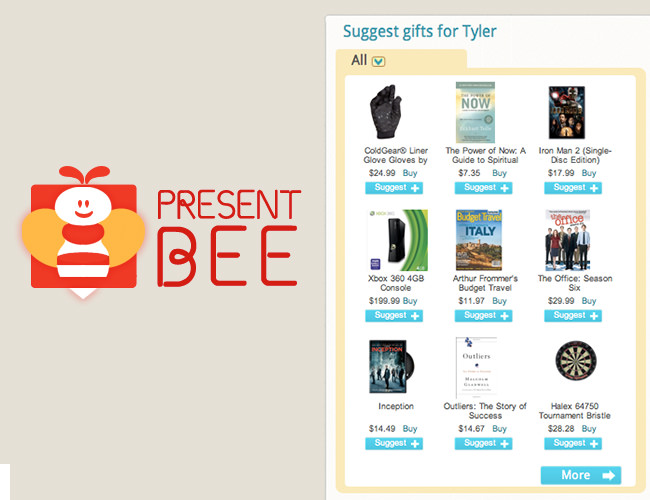 PRESENT
BEE
Suggest gifts for Tyler
All
ColdGear® Liner
Glove Gloves by
$24.99 Buy
Suggest +
The Power of Now: A
Guide to Spiritual
$7.35 Buy
Suggest +
Iron Man 2 (Single-
Disc Edition)
$17.99 Buy
Suggest +
XBOX 360
Xbox 360 4GB
Console
$199.99 Buy
Suggest +
Budget Travel
ITALY
Arthur Frommer's
Budget Travel
$11.97 Buy
Suggest +
the office
The Office: Season
Six
$29.99 Buy
Suggest +
INCEPTION
Inception
$14.49 Buy
Suggest +
Outliers
MALCOLM
GLADWELL
Outliers: The Story of
Success
$14.67 Buy
Suggest +
Halex 64750
Tournament Bristle
$28.28 Buy
Suggest +
THE POWER OF
NOW
Eckhart Tolle
More